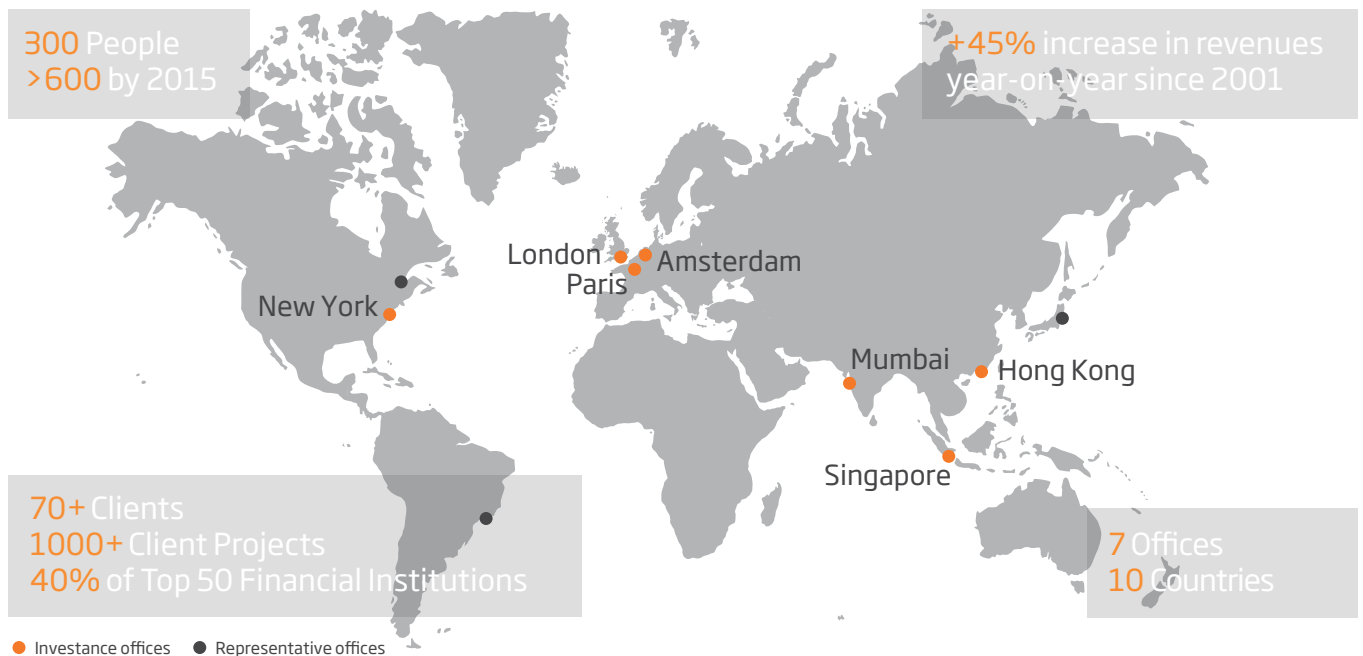 300 People
>600 by 2015
+45% increase in revenues
year-on-year since 2001
London
Amsterdam
Paris
New York
Mumbai
Hong Kong
Singapore
70+ Clients
1000+ Client Projects
40% of Top 50 Financial Institutions
7 Offices
10 Countries
Investance offices
Representative offices